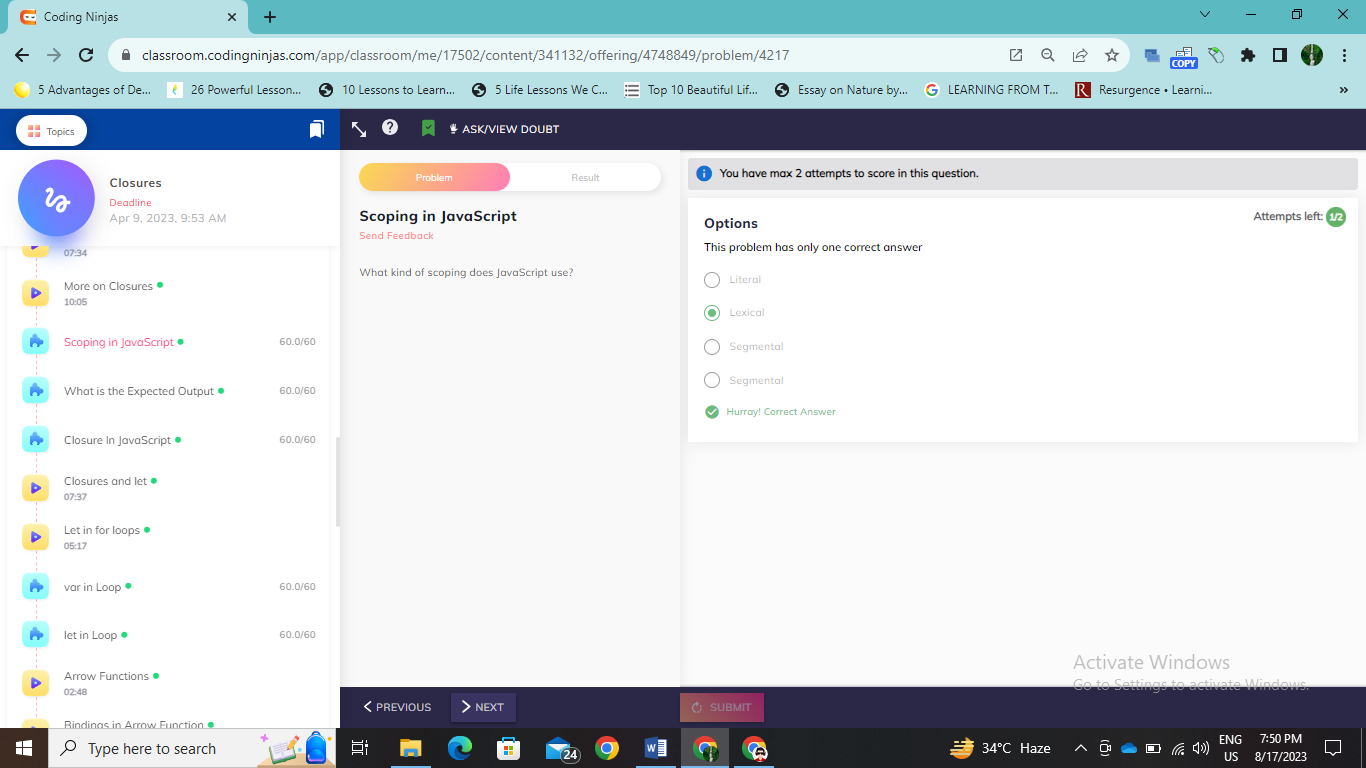 Coding Ninjas
classroom.codingninjas.com/app/classroom/me/17502/content/341132/offering/4748849/problem/4217
COPY
5 Advantages of De...
26 Powerful Lesson...
10 Lessons to Learn...
5 Life Lessons We C...
Top 10 Beautiful Lif...
Essay on Nature by...
LEARNING FROM T...
Resurgence • Learni...
Topics
ASK/VIEW DOUBT
Closures
Deadline
Apr 9, 2023, 9:53 AM
07:34
More on Closures
10:05
Scoping in JavaScript 60.0/60
What is the Expected Output 60.0/60
Closure In JavaScript 60.0/60
Closures and let
07:37
Let in for loops
05:17
var in Loop 60.0/60
let in Loop 60.0/60
Arrow Functions
02:48
Bindings in Arrow Function
Problem
Result
Scoping in JavaScript
Send Feedback
What kind of scoping does JavaScript use?
You have max 2 attempts to score in this question.
Options
Attempts left: 1/2
This problem has only one correct answer
Literal
Lexical
Segmental
Segmental
Hurray! Correct Answer
Activate Windows
Go to Settings to activate Windows.
PREVIOUS
NEXT
SUBMIT
Type here to search
24
34°C Haze
ENG
US
7:50 PM
8/17/2023